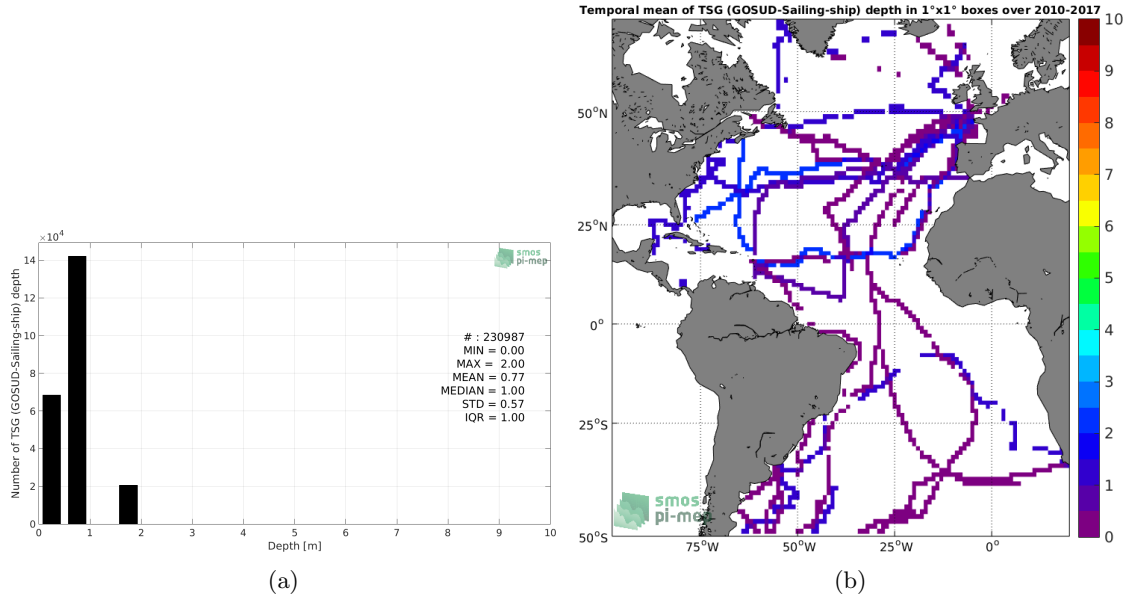 Temporal mean of TSG (GOSUD-Sailing-ship) depth in 1°x1° boxes over 2010-2017
×10⁴
14
12
10
8
6
4
2
0
Number of TSG (GOSUD-Sailing-ship) depth
smos
pi-mep
# : 230987
MIN = 0.00
MAX = 2.00
MEAN = 0.77
MEDIAN = 1.00
STD = 0.57
IQR = 1.00
1 2 3 4 5 6 7 8 9 10
Depth [m]
(a)
50°N
25°N
0°
25°S
50°S
75°W 50°W 25°W 0°
smos
pi-mep
10
9
8
7
6
5
4
3
2
1
0
(b)